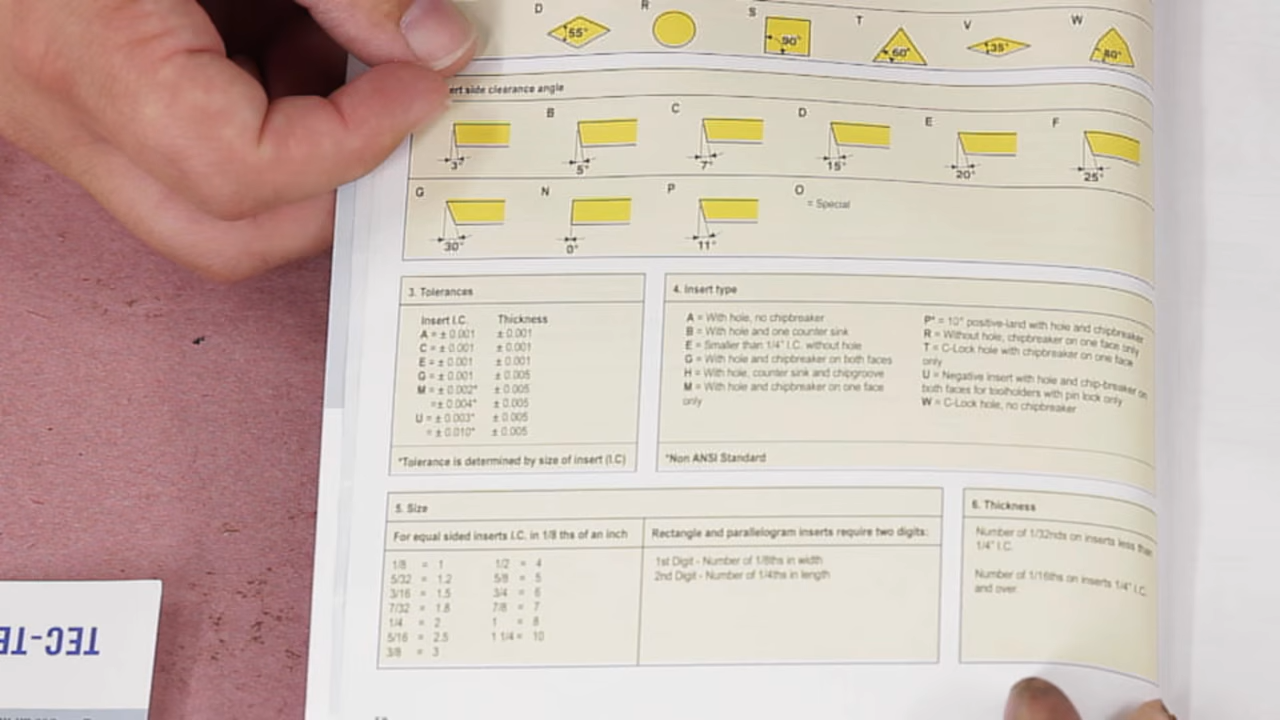 D R S T V W
55° 90° 60° 35° 80°
ert side clearance angle
B C D E F
3° 5° 7° 15° 20° 25°
G N P O
= Special
30° 0° 11°
3. Tolerances
Insert I.C. Thickness
A = ± 0.001 ± 0.001
C = ± 0.001 ± 0.001
E = ± 0.001 ± 0.001
G = ± 0.001 ± 0.005
M = ± 0.002* ± 0.005
= ± 0.004* ± 0.005
U = ± 0.003* ± 0.005
= ± 0.010* ± 0.005
*Tolerance is determined by size of insert (I.C)
4. Insert type
A = With hole, no chipbreaker
B = With hole and one counter sink
E = Smaller than 1/4" I.C. without hole
G = With hole and chipbreaker on both faces
H = With hole, counter sink and chipgroove
M = With hole and chipbreaker on one face
only
P* = 10° positive-land with hole and chipbreaker
R = Without hole, chipbreaker on one face only
T = C-Lock hole with chipbreaker on one face
only
U = Negative insert with hole and chip-breaker on
both faces for toolholders with pin lock only
W = C-Lock hole, no chipbreaker
*Non ANSI Standard
5. Size
For equal sided inserts I.C. in 1/8 ths of an inch
1/8 = 1 1/2 = 4
5/32 = 1.2 5/8 = 5
3/16 = 1.5 3/4 = 6
7/32 = 1.8 7/8 = 7
1/4 = 2 1 = 8
5/16 = 2.5 1 1/4 = 10
3/8 = 3
Rectangle and parallelogram inserts require two digits:
1st Digit - Number of 1/8ths in width
2nd Digit - Number of 1/4ths in length
6. Thickness
Number of 1/32nds on inserts less than
1/4" I.C.
Number of 1/16ths on inserts 1/4" I.C.
and over.
TEC-TE